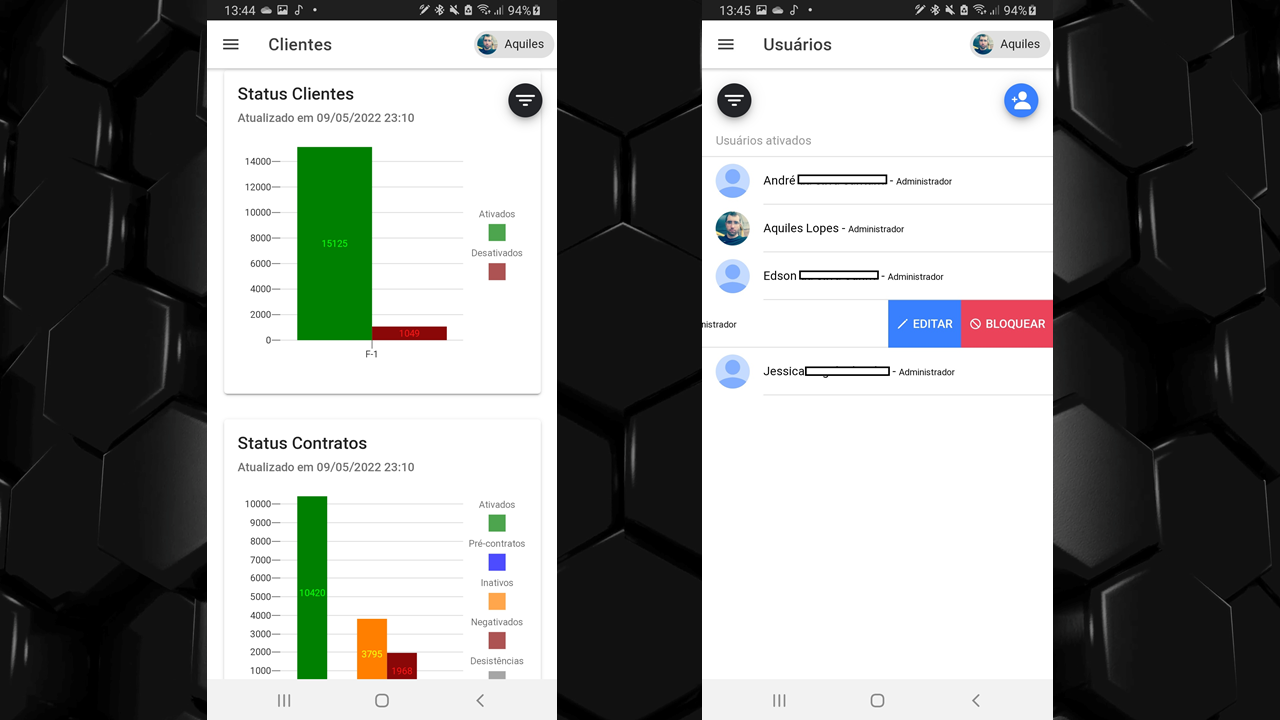 13:44
94%
Clientes
Aquiles
Status Clientes
Atualizado em 09/05/2022 23:10
14000
12000
10000
8000
6000
4000
2000
0
15125
1049
F-1
Ativados
Desativados
Status Contratos
Atualizado em 09/05/2022 23:10
10000
9000
8000
7000
6000
5000
4000
3000
2000
1000
10420
3795
1968
Ativados
Pré-contratos
Inativos
Negativados
Desistências
13:45
94%
Usuários
Aquiles
Usuários ativados
André - Administrador
Aquiles Lopes - Administrador
Edson - Administrador
nistrador
EDITAR
BLOQUEAR
Jessica - Administrador